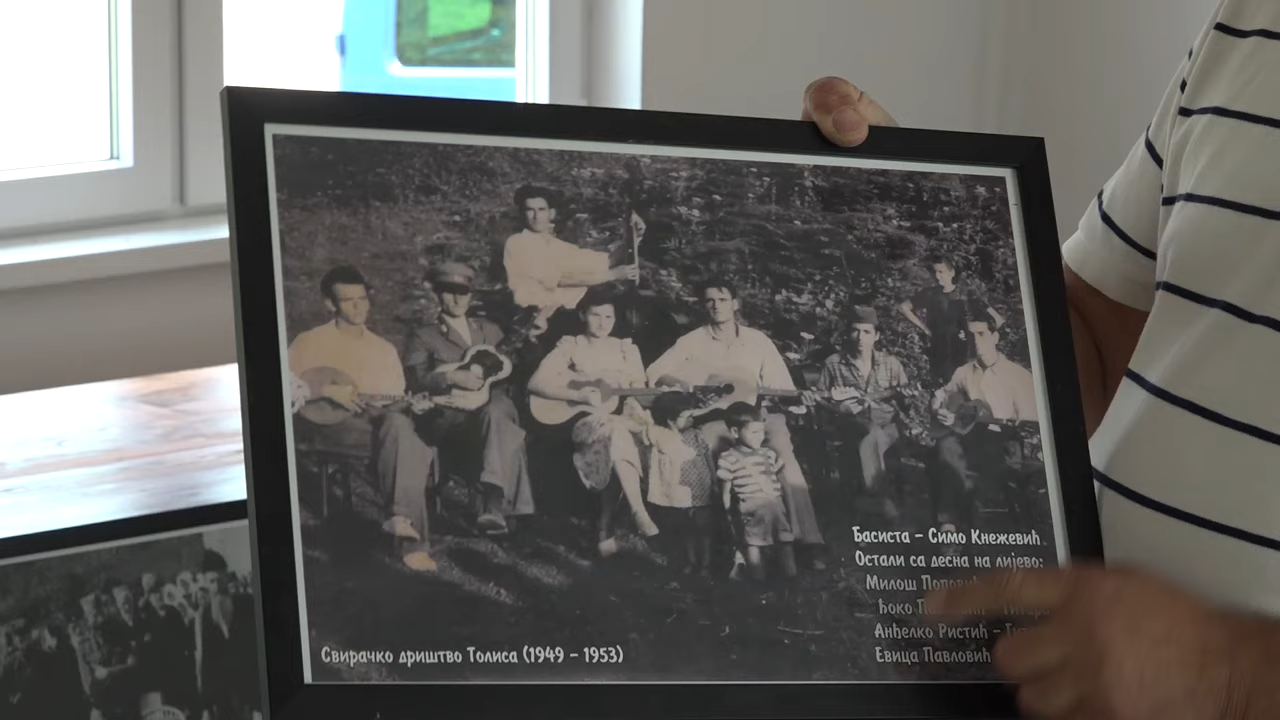 Басиста – Симо Кнежевић
Остали са десна на лијево:
Милош
Ђоко
Анђелко Ристић –
Евица Павловић
Свирачко дриштво Толиса (1949 – 1953)